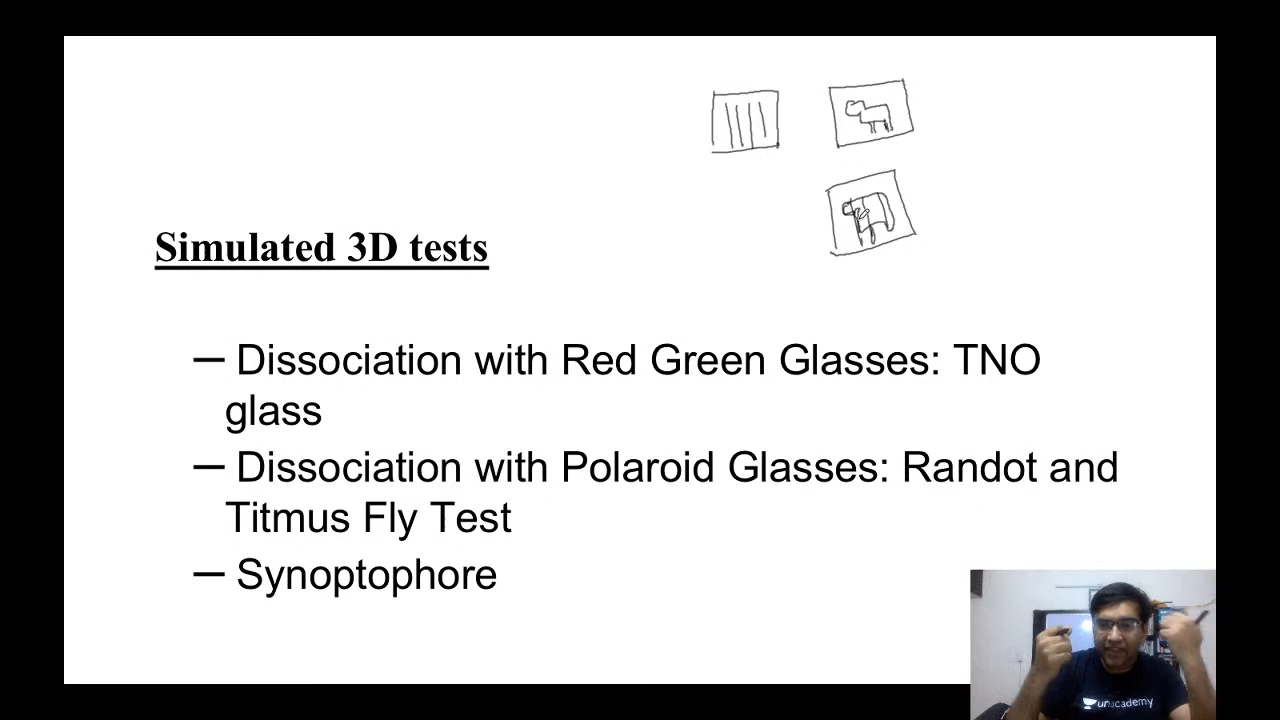 Simulated 3D tests
– Dissociation with Red Green Glasses: TNO
glass
– Dissociation with Polaroid Glasses: Randot and
Titmus Fly Test
– Synoptophore
unacademy